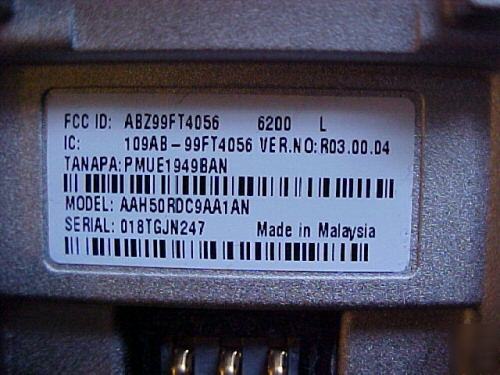 FCC ID: ABZ99FT4056 6200 L
IC: 109AB-99FT4056 VER.NO:R03.00.04
TANAPA:PMUE1949BAN
MODEL: AAH50RDC9AA1AN
SERIAL: 018TGJN247 Made in Malaysia